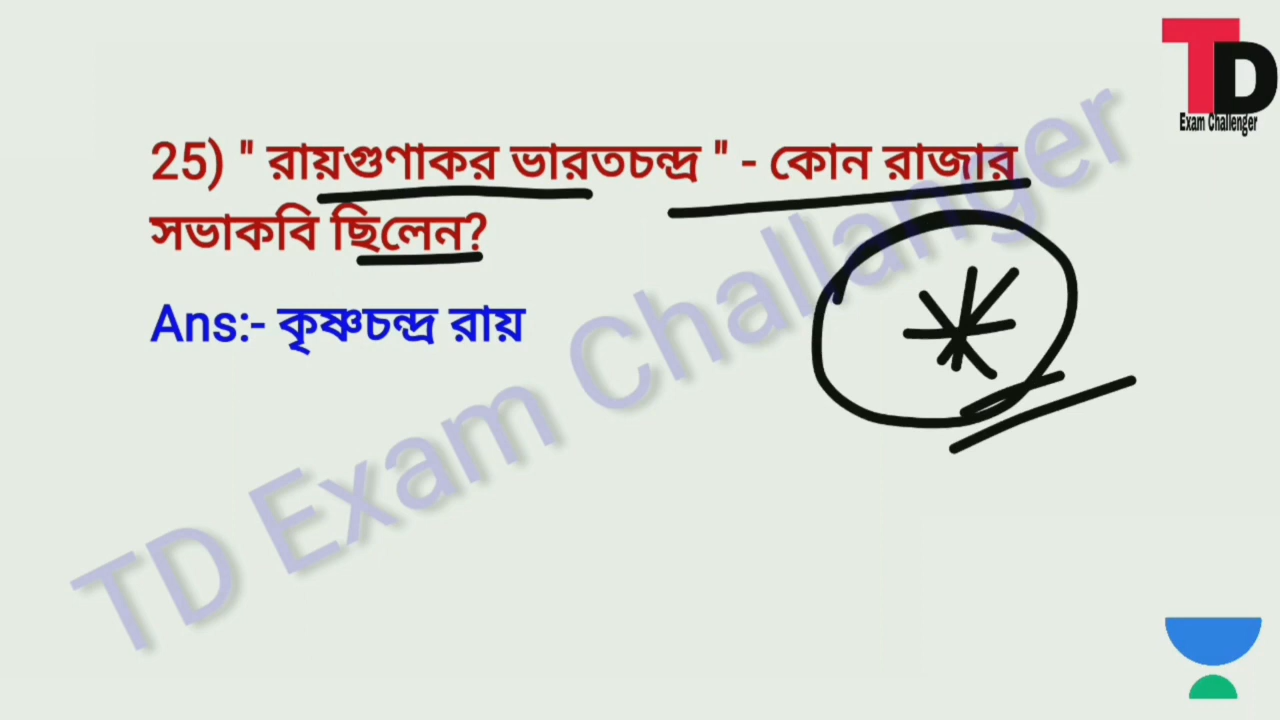 TD
Exam Challenger
25) " রায়গুণাকর ভারতচন্দ্র " - কোন রাজার
সভাকবি ছিলেন?
Ans:- কৃষ্ণচন্দ্র রায়
TD Exam Challanger